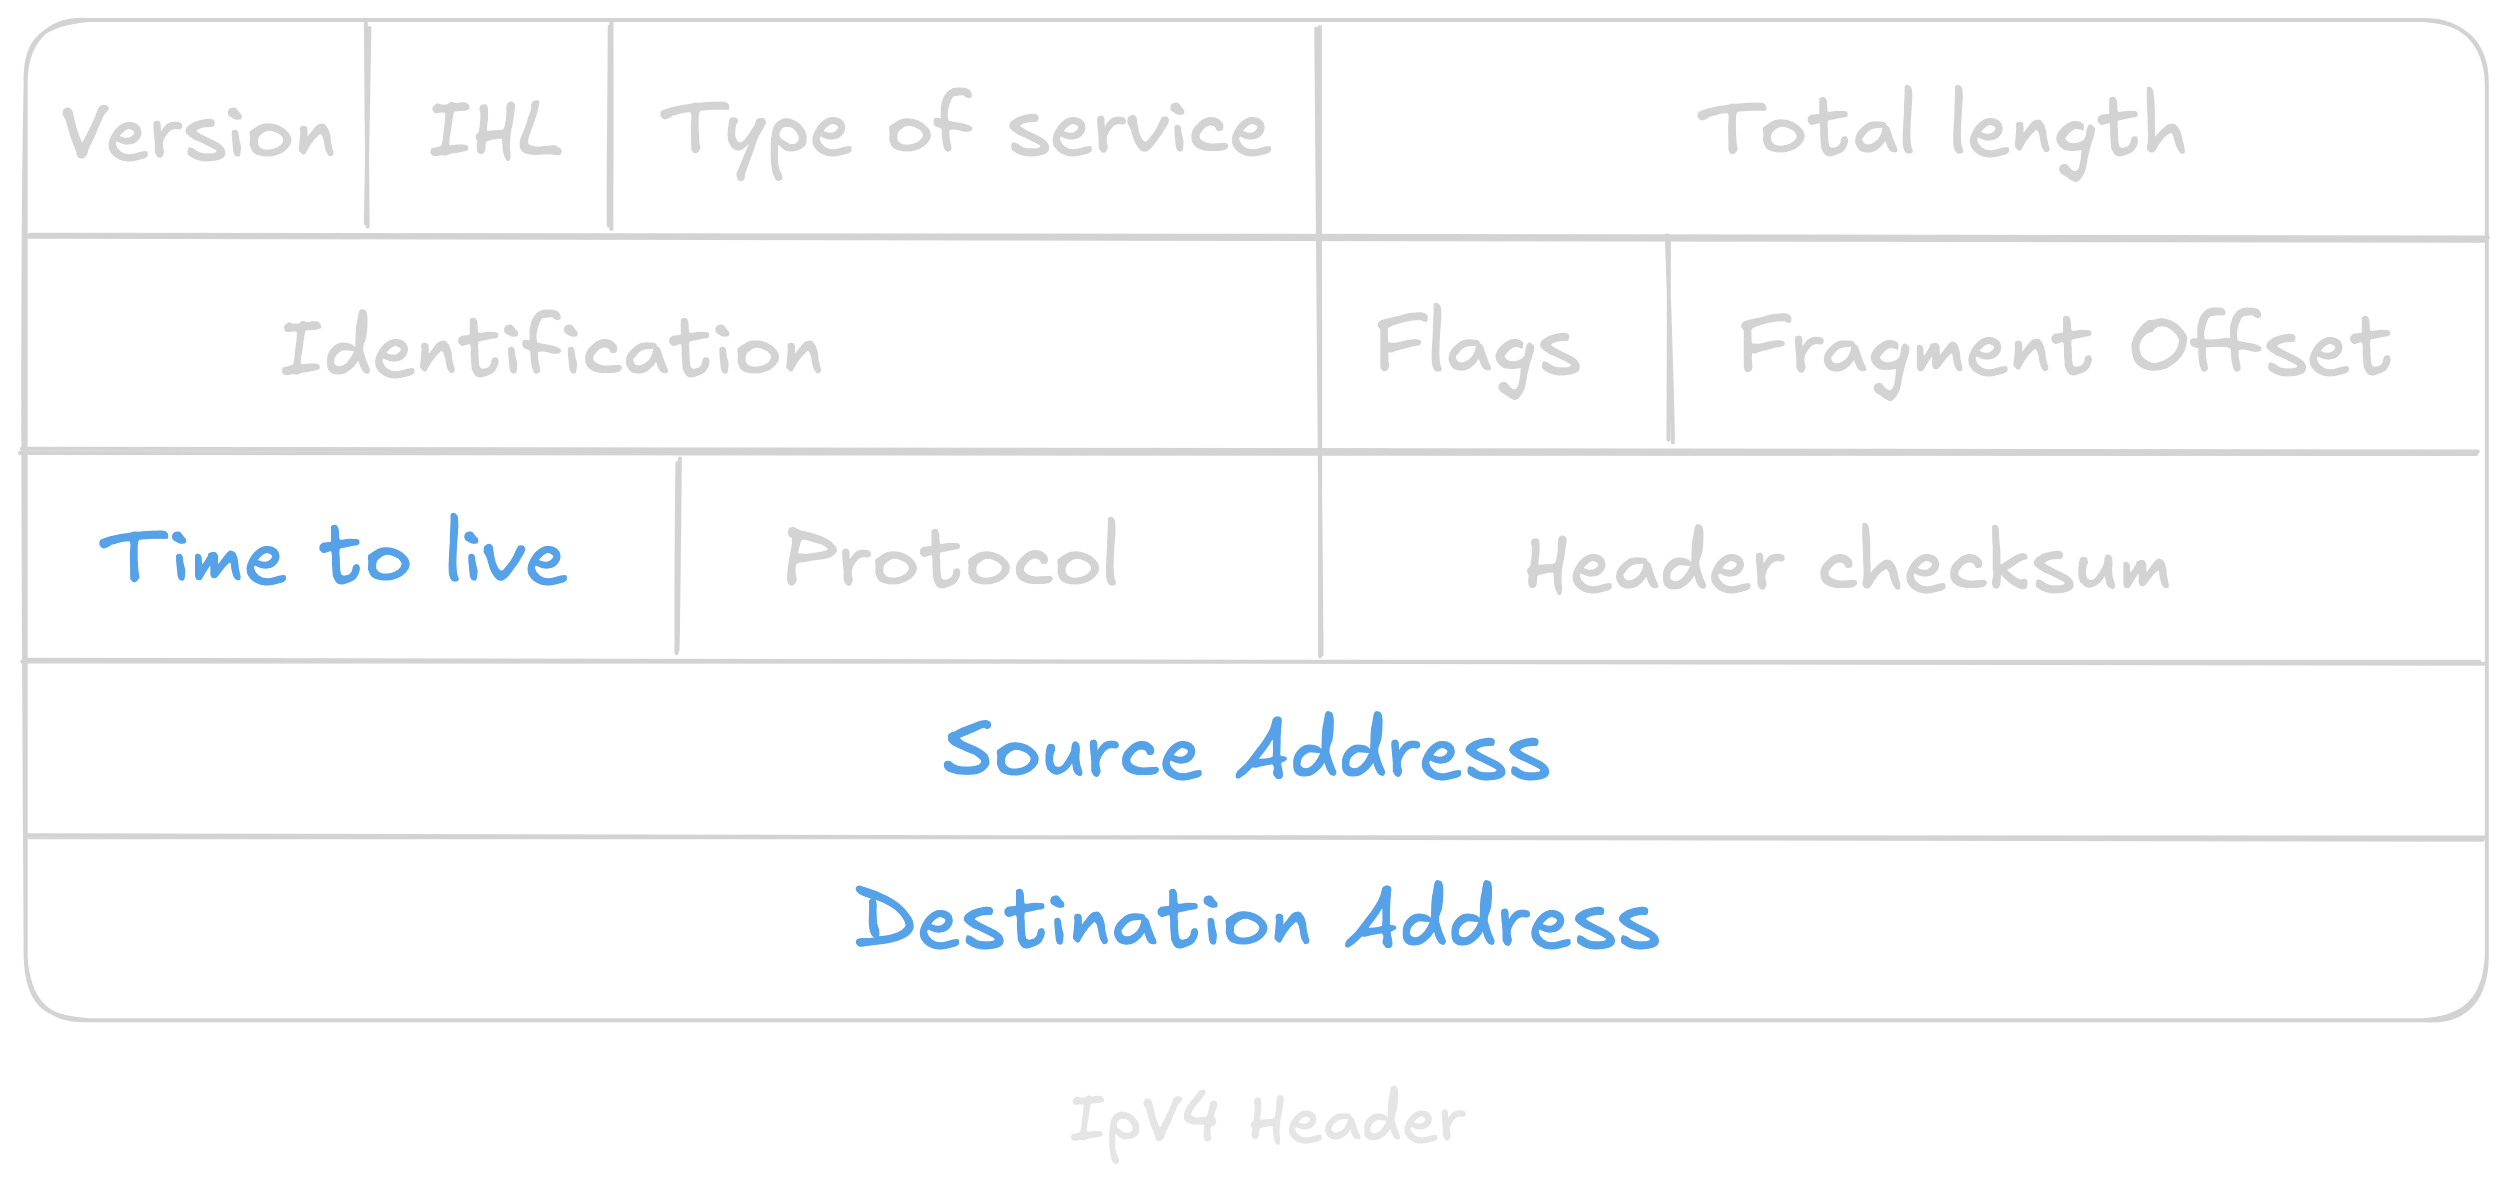 Version IHL Type of service Total length
Identification Flags Fragment Offset
Time to live Protocol Header checksum
Source Address
Destination Address
IpV4 Header